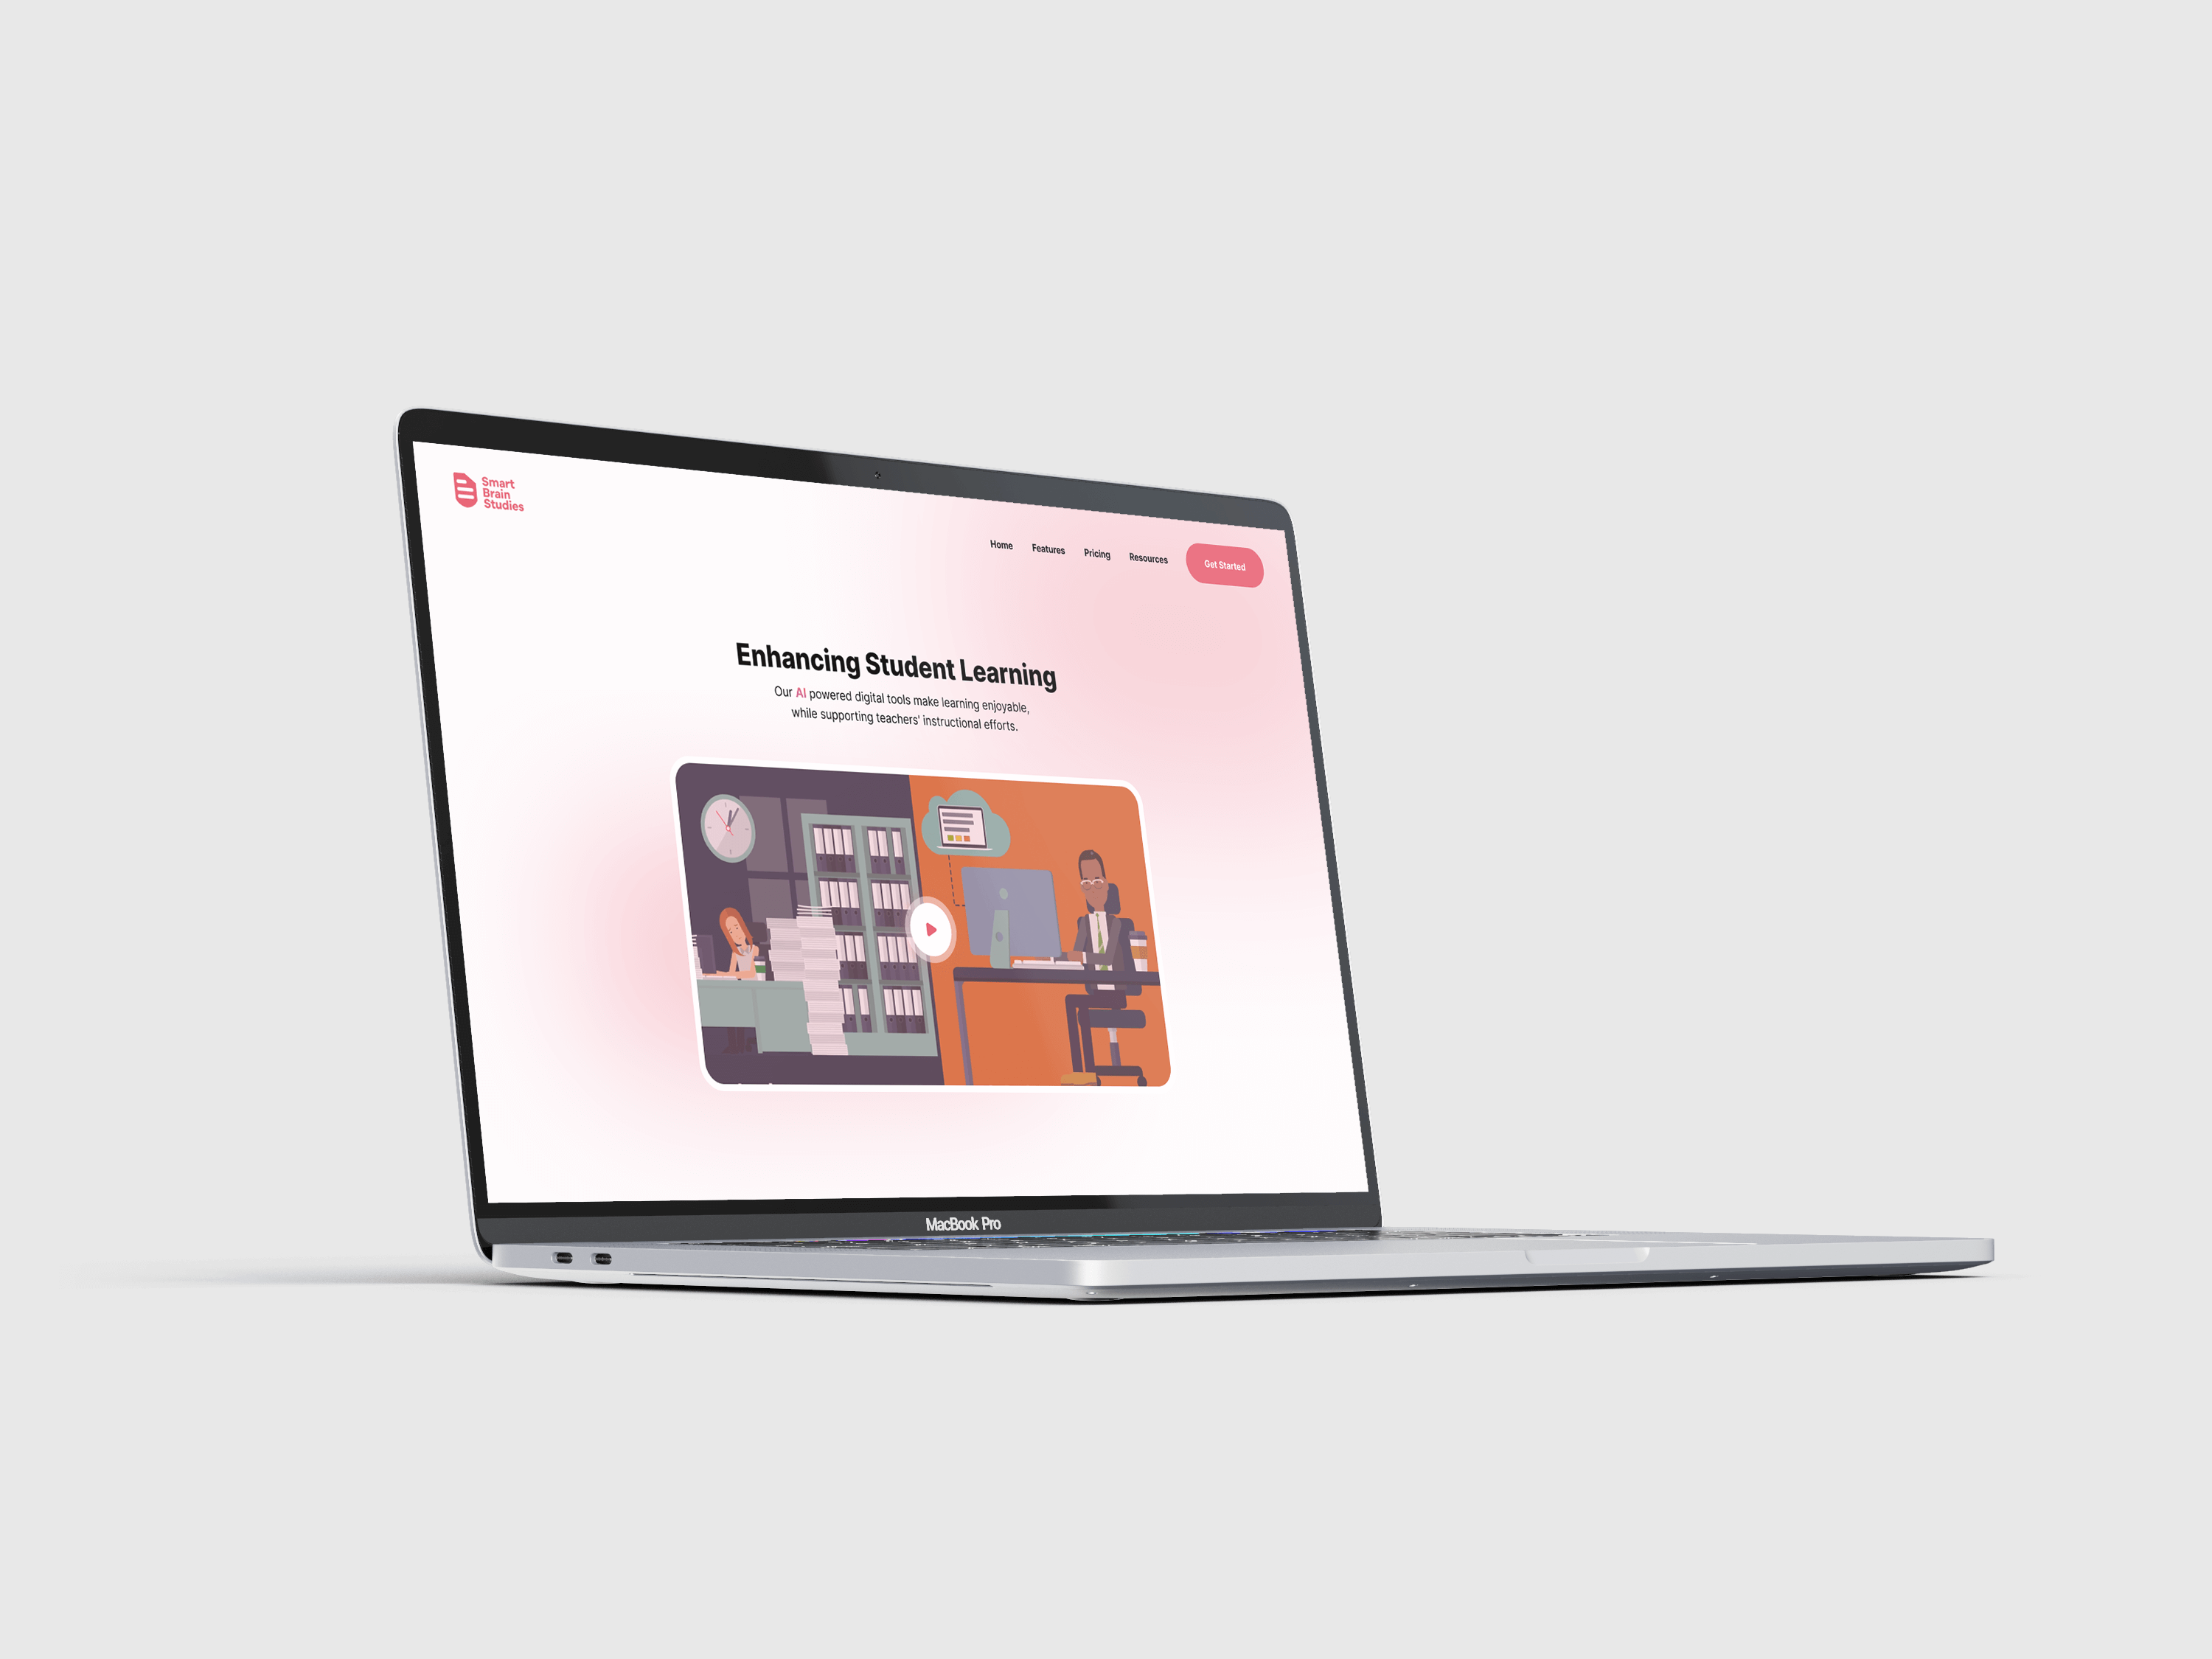 Smart
Brain
Studies
Home Features Pricing Resources Get Started
Enhancing Student Learning
Our AI powered digital tools make learning enjoyable,
while supporting teachers' instructional efforts.
MacBook Pro